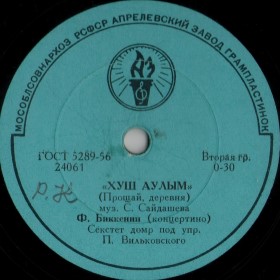 МОСОБЛСОВНАРХОЗ РСФСР АПРЕЛЕВСКИЙ ЗАВОД ГРАМПЛАСТИНОК
АЗ
ГОСТ 5289-56
24061
Вторая гр.
0-30
Р.К
«ХУШ АУЛЫМ»
(Прощай, деревня)
муз. С. Сайдашева
Ф. Биккенин (концертино)
Секстет домр под упр.
П. Вильковского